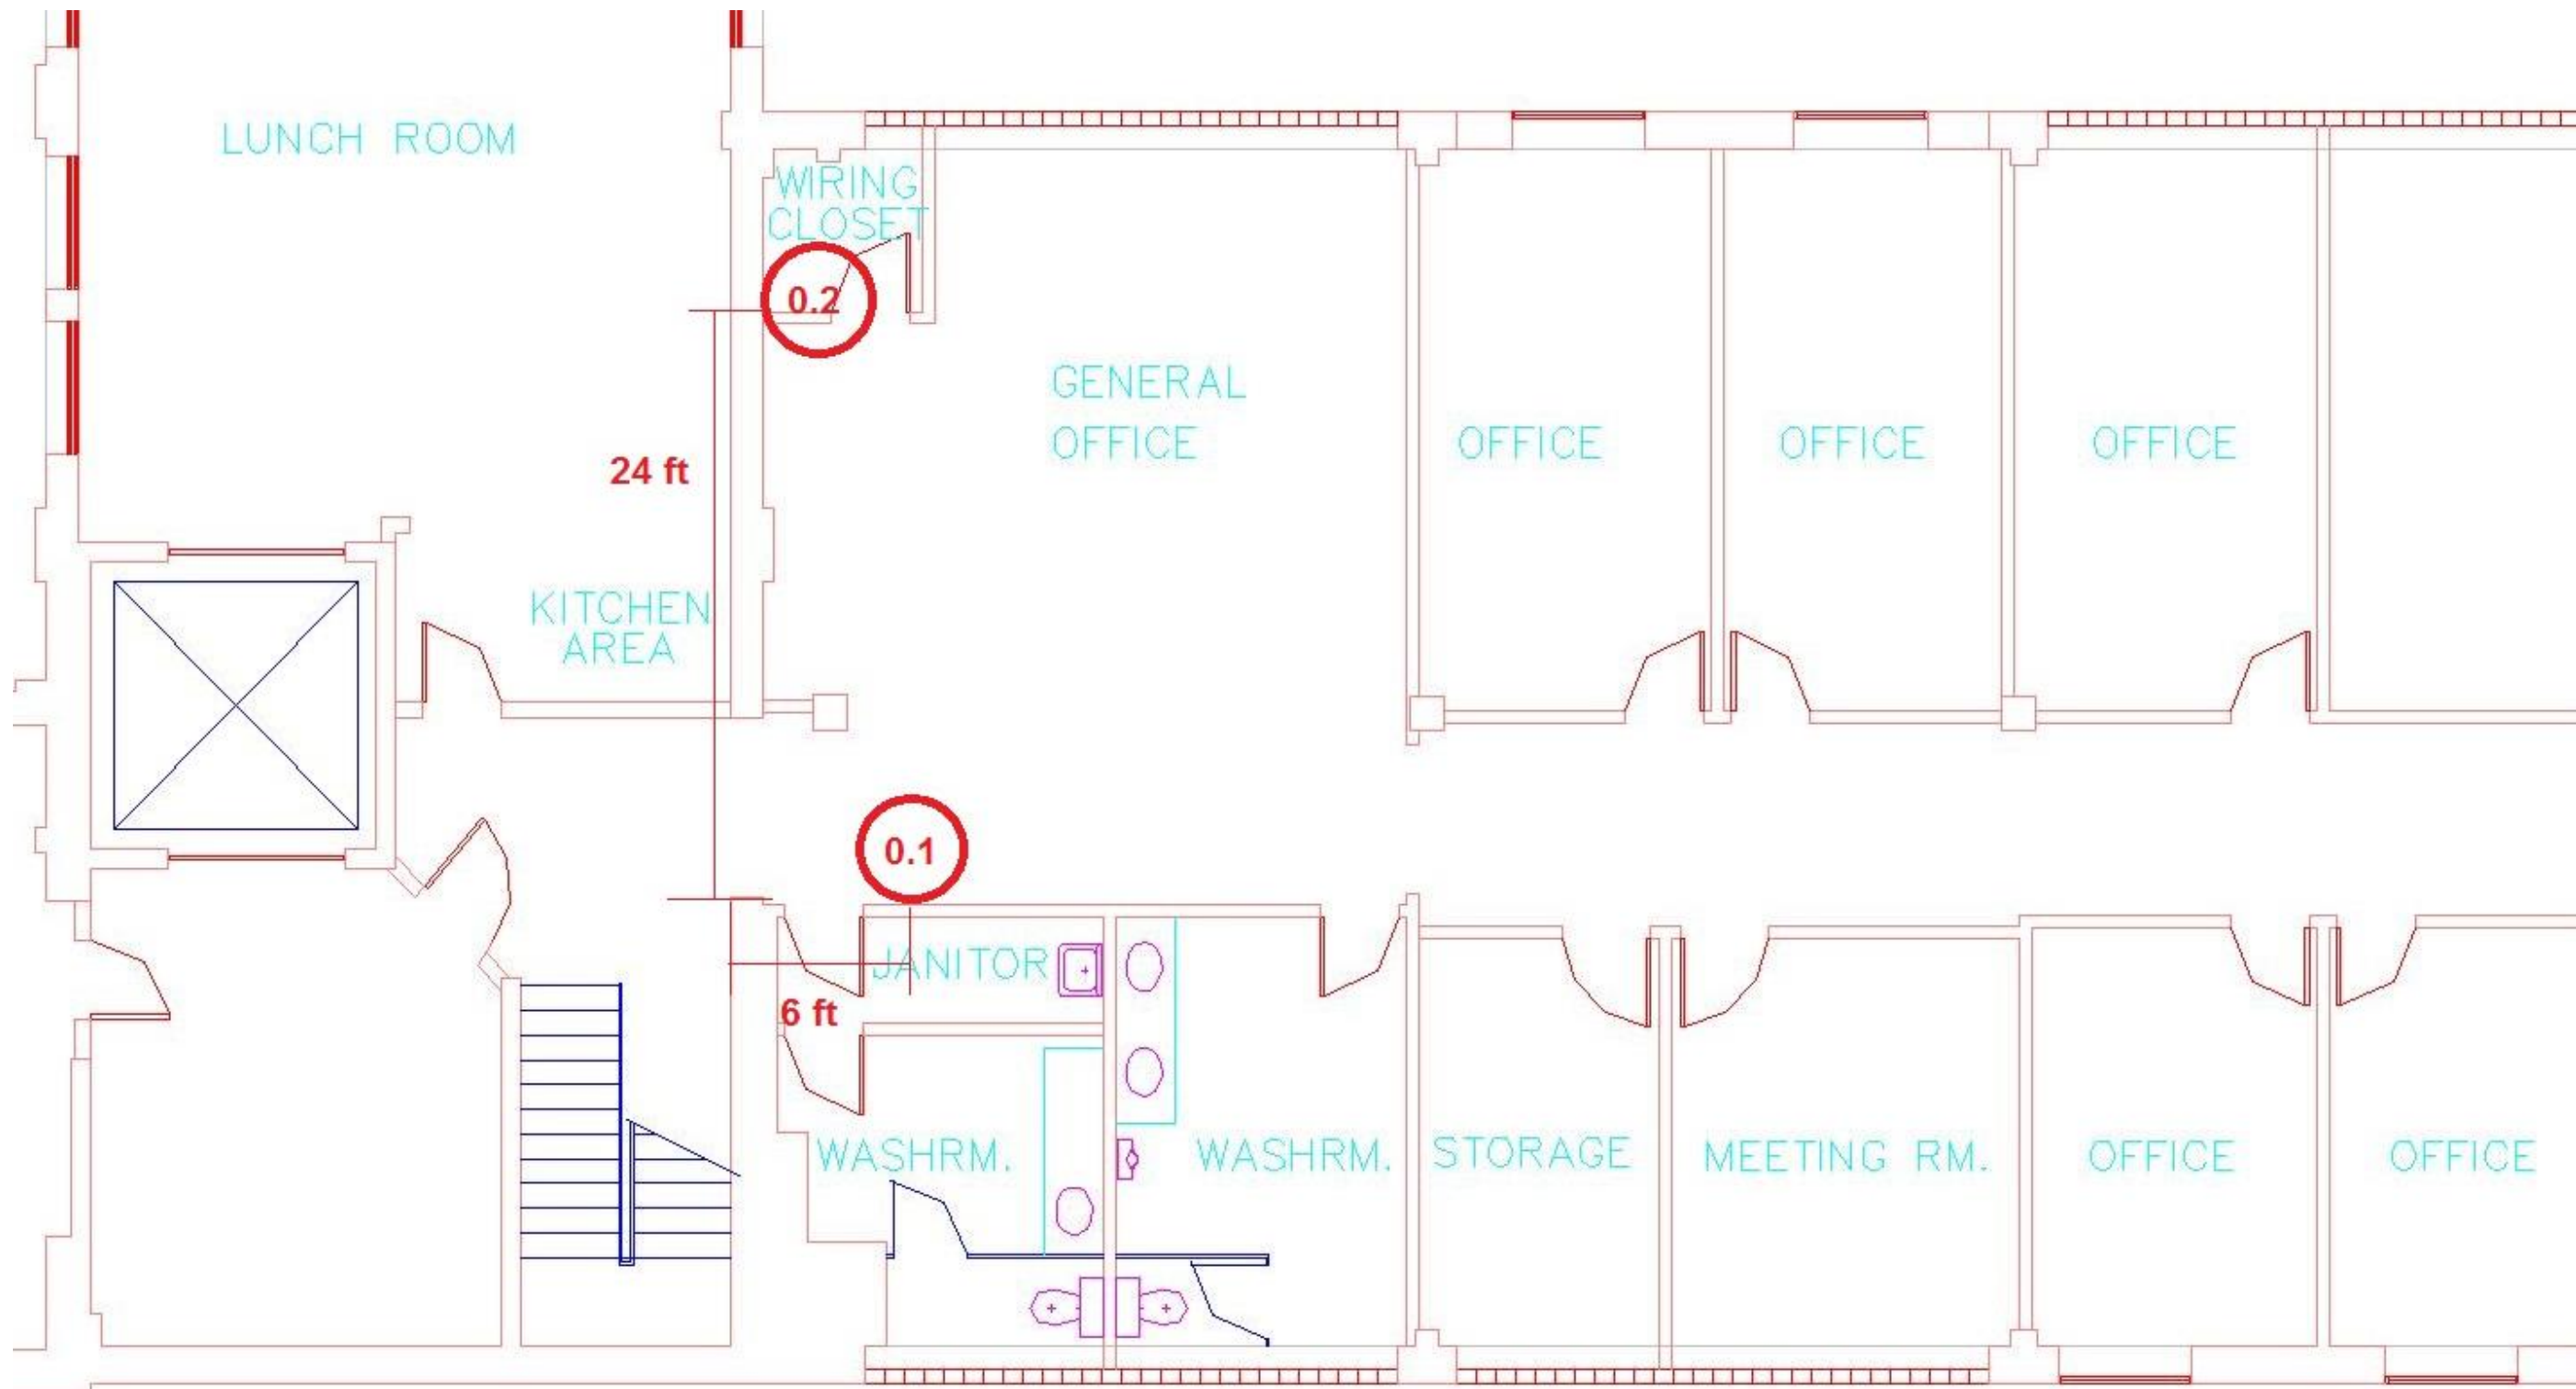 LUNCH ROOM
WIRING
CLOSET
0.2
GENERAL
OFFICE
OFFICE
OFFICE
OFFICE
24 ft
KITCHEN
AREA
0.1
JANITOR
6 ft
WASHRM.
WASHRM.
STORAGE
MEETING RM.
OFFICE
OFFICE